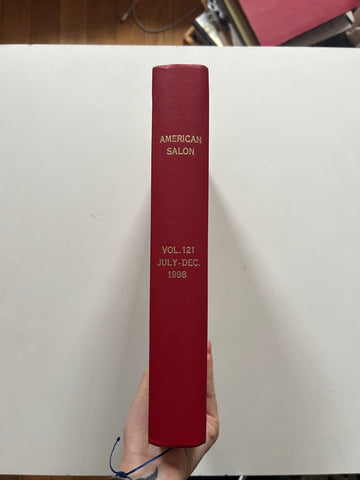 AMERICAN
SALON
VOL. 121
JULY-DEC.
1998